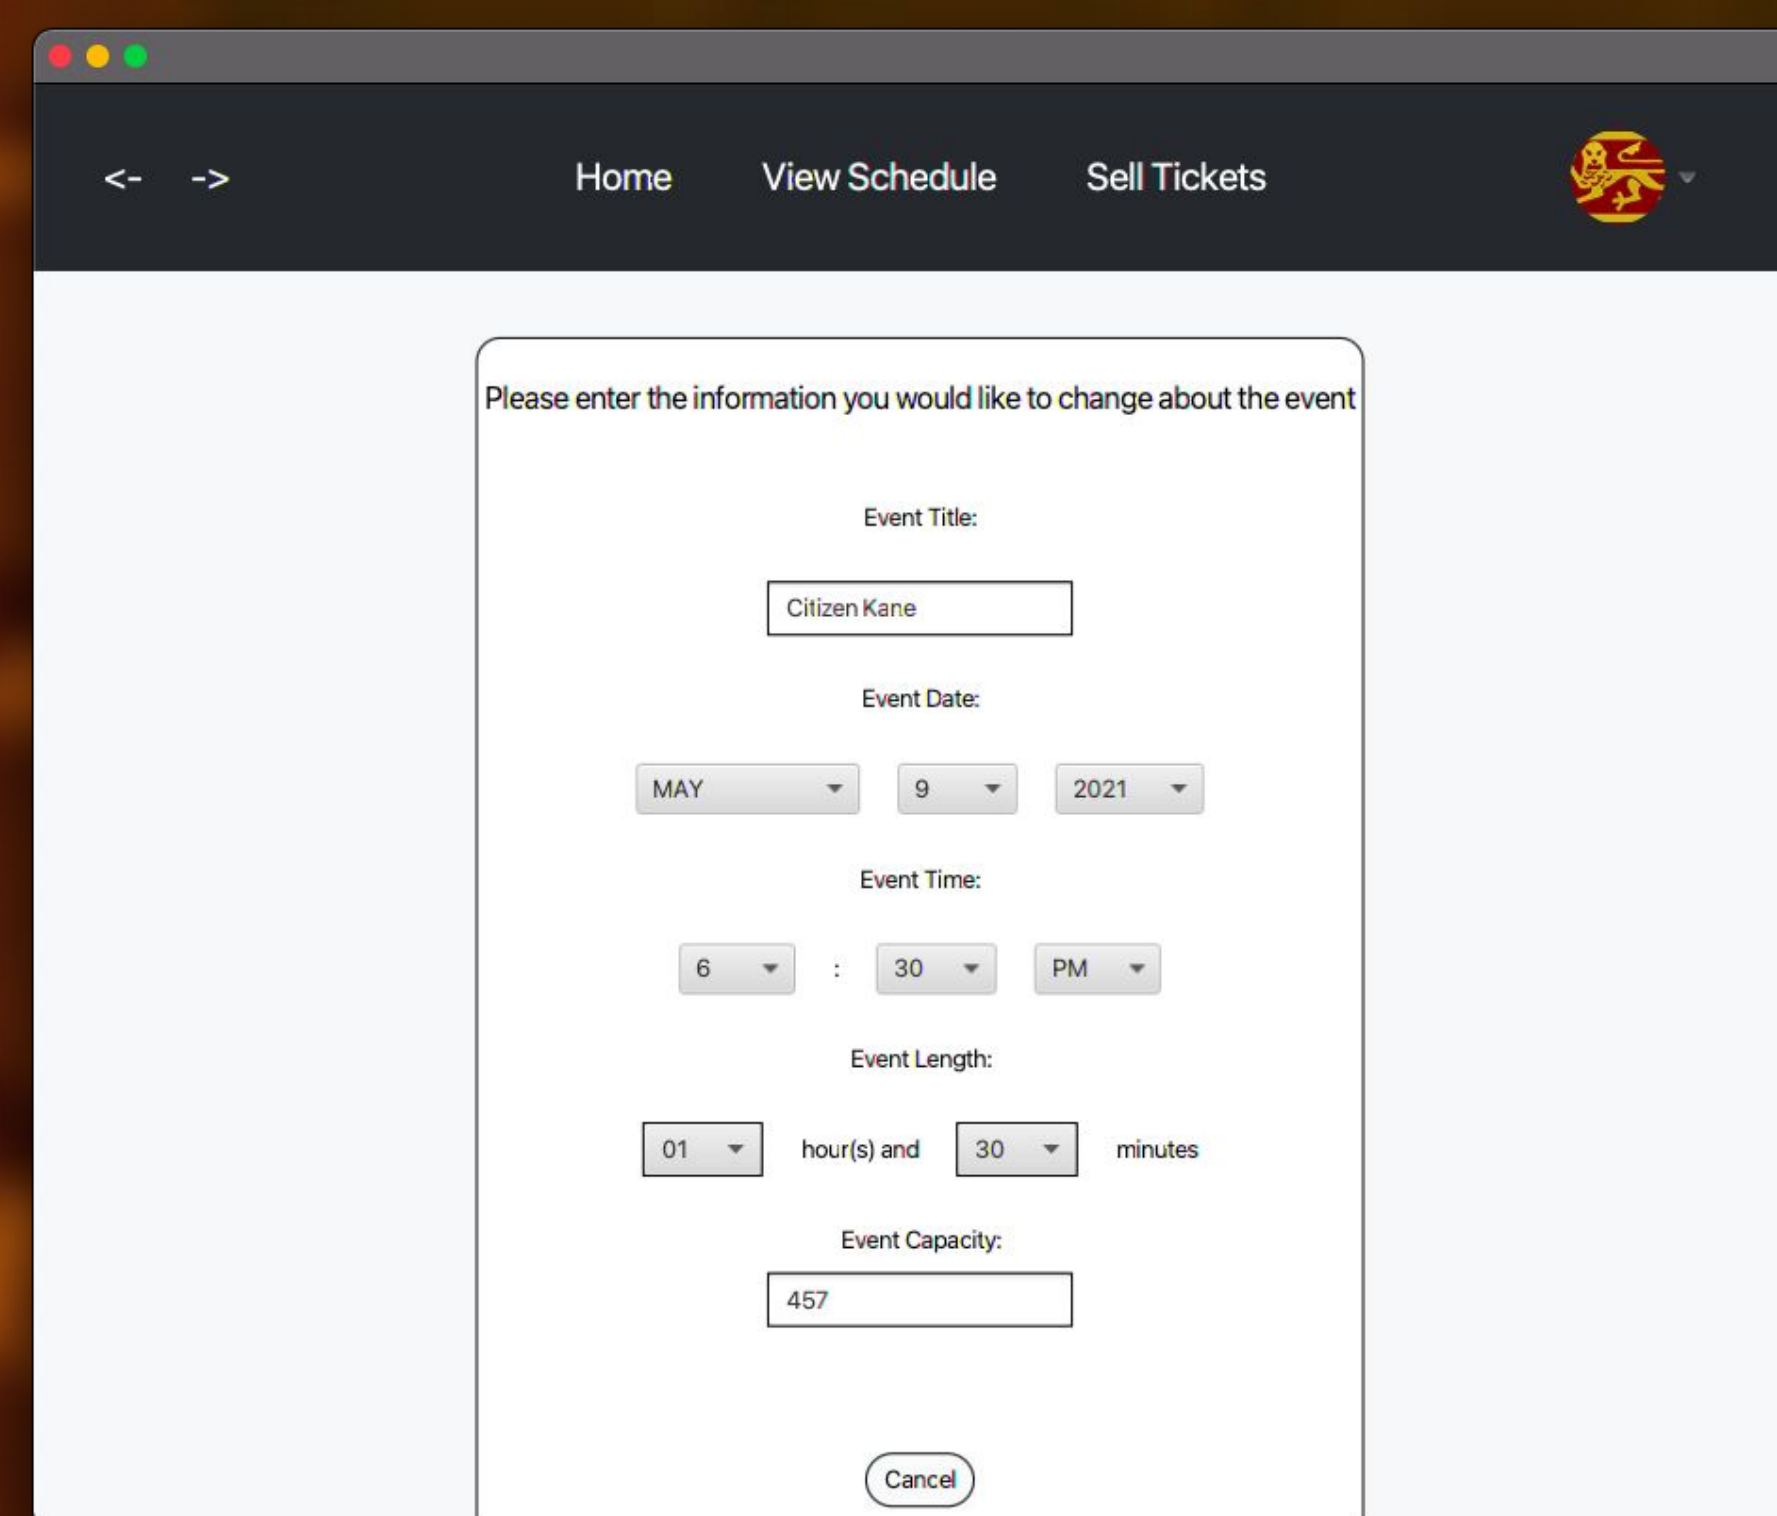 <- -> Home View Schedule Sell Tickets
Please enter the information you would like to change about the event
Event Title:
Citizen Kane
Event Date:
MAY 9 2021
Event Time:
6 : 30 PM
Event Length:
01 hour(s) and 30 minutes
Event Capacity:
457
Cancel